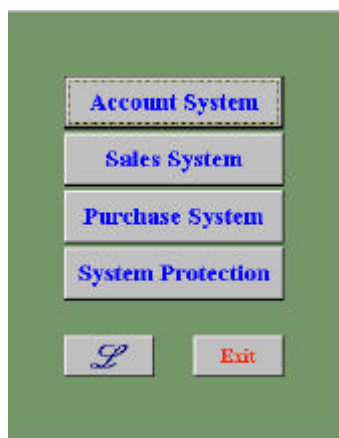 Account System
Sales System
Purchase System
System Protection
ℒ Exit